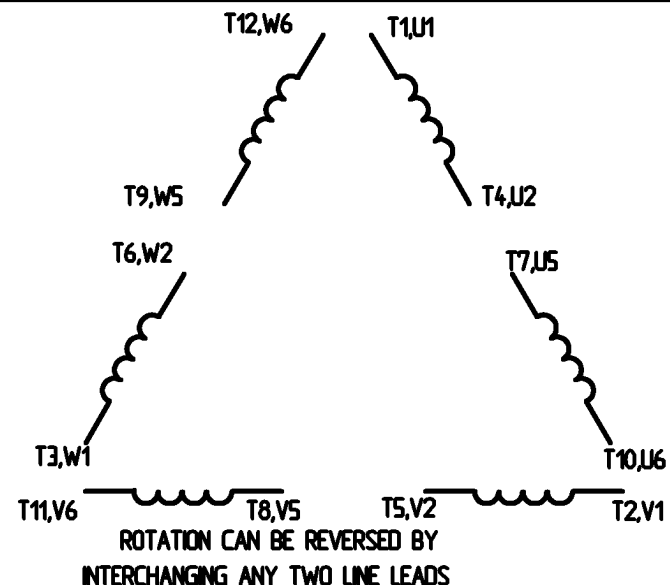 T12,W6 T1,U1
T9,W5 T4,U2
T6,W2 T7,U5
T3,W1 T10,U6
T11,V6 T8,V5 T5,V2 T2,V1
ROTATION CAN BE REVERSED BY
INTERCHANGING ANY TWO LINE LEADS